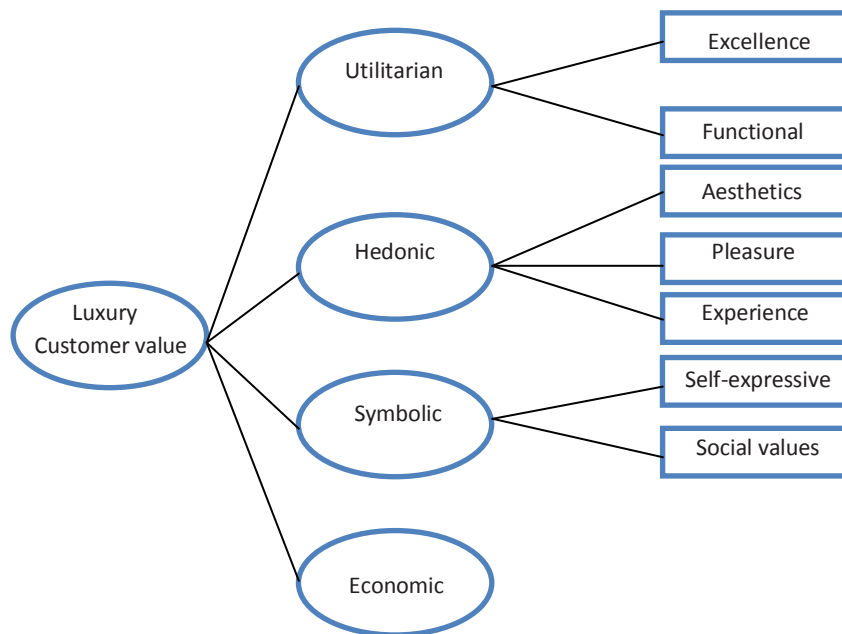 Luxury
Customer value
Utilitarian
Hedonic
Symbolic
Economic
Excellence
Functional
Aesthetics
Pleasure
Experience
Self-expressive
Social values